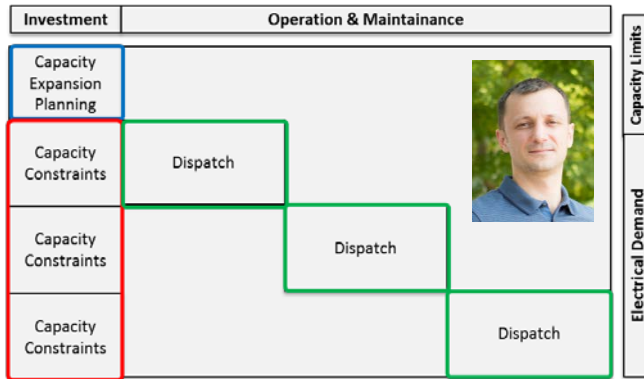 Investment
Operation & Maintainance
Capacity
Expansion
Planning
Capacity Limits
Capacity
Constraints
Dispatch
Capacity
Constraints
Dispatch
Electrical Demand
Capacity
Constraints
Dispatch